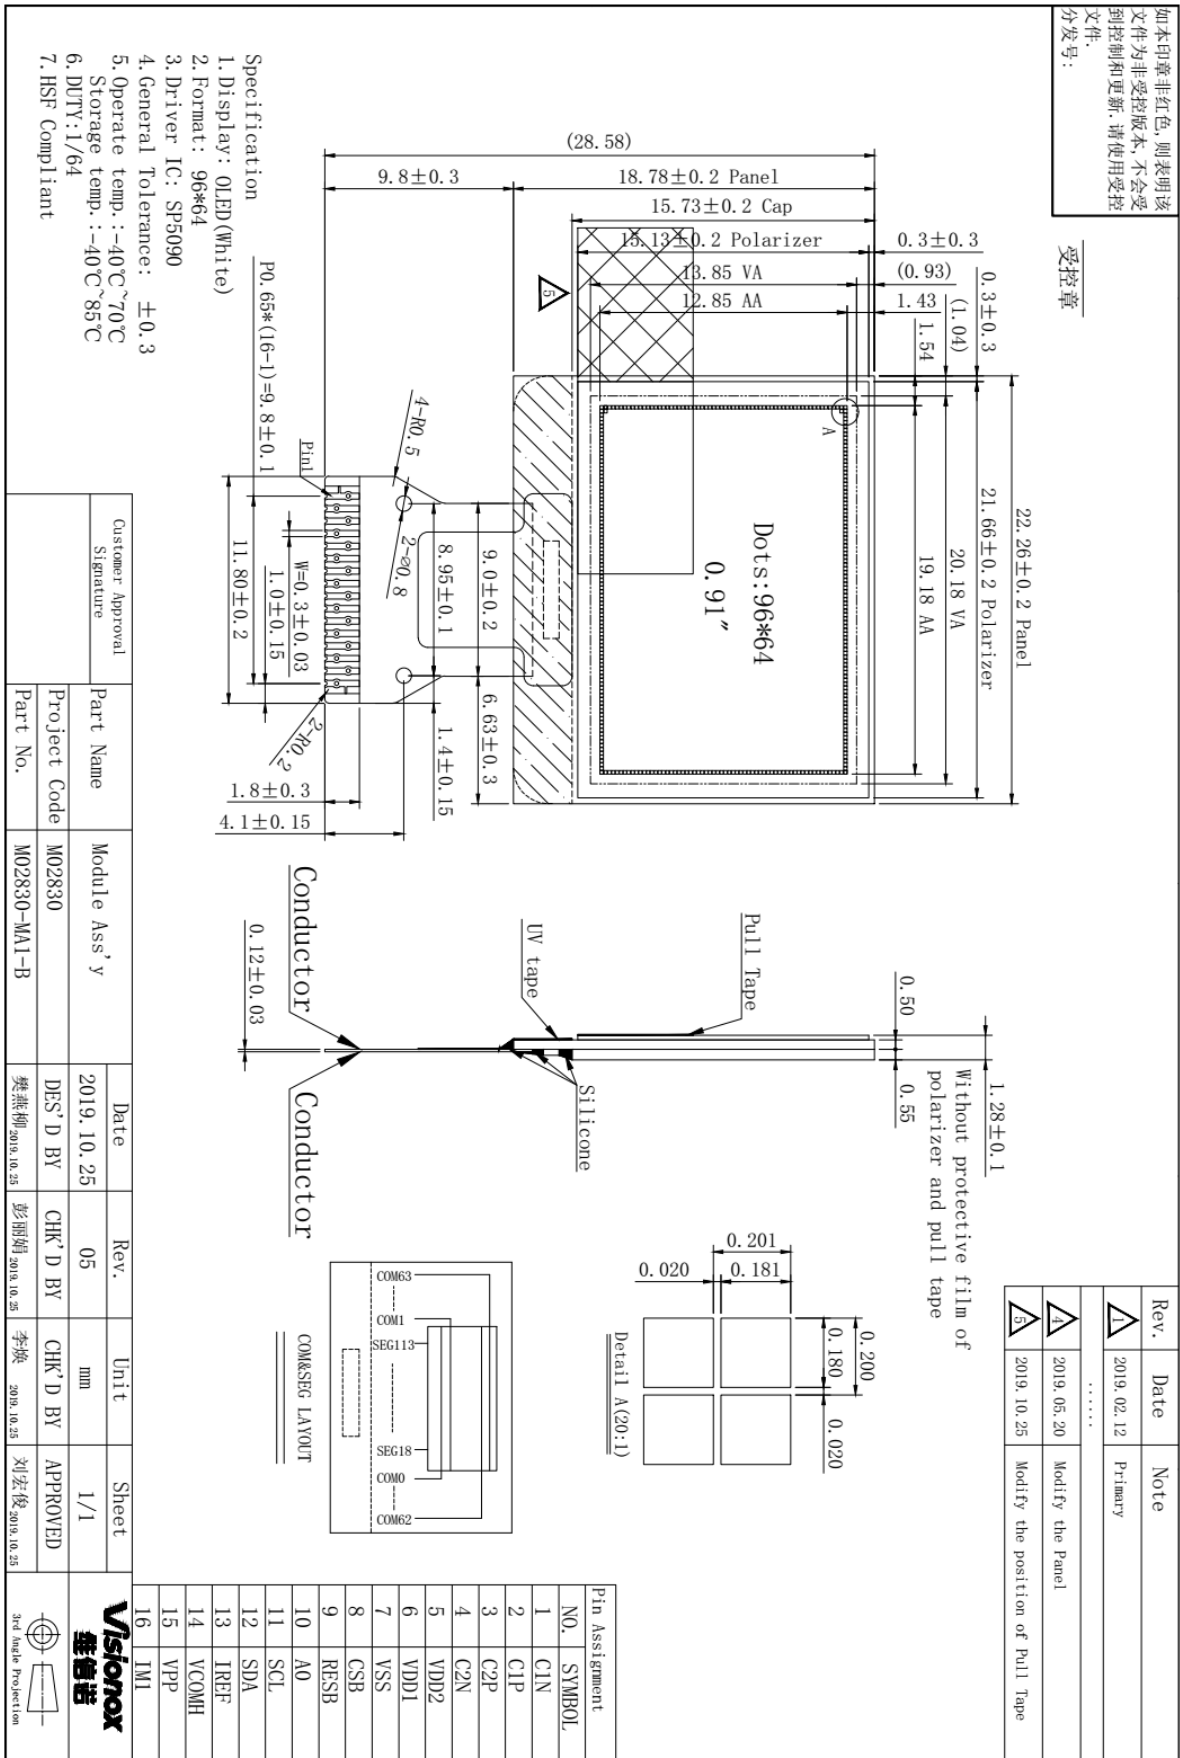 如本印章非红色,则表明该
文件为非受控版本,不会受
到控制和更新.请使用受控
文件.
分发号:
受控章
Rev. Date Note
1 2019.02.12 Primary
......
4 2019.05.20 Modify the Panel
5 2019.10.25 Modify the position of Pull Tape
22.26±0.2 Panel
21.66±0.2 Polarizer
20.18 VA
19.18 AA
0.3±0.3
(1.04)
1.54
(28.58)
9.8±0.3
18.78±0.2 Panel
15.73±0.2 Cap
15.13±0.2 Polarizer
0.3±0.3
13.85 VA
(0.93)
12.85 AA
1.43
5
A
Dots:96*64
0.91"
4-R0.5
2-⌀0.8
9.0±0.2
6.63±0.3
8.95±0.1
1.4±0.15
Pin1
P0.65*(16-1)=9.8±0.1
W=0.3±0.03
1.0±0.15
11.80±0.2
2-R0.2
1.8±0.3
4.1±0.15
1.28±0.1
0.50
0.55
Without protective film of
polarizer and pull tape
Pull Tape
UV tape
Silicone
Conductor
Conductor
0.12±0.03
0.200
0.180
0.020
0.201
0.181
0.020
Detail A(20:1)
COM63
COM1
SEG113
SEG18
COM0
COM62
COM&SEG LAYOUT
Pin Assignment
NO. SYMBOL
1 C1N
2 C1P
3 C2P
4 C2N
5 VDD2
6 VDD1
7 VSS
8 CSB
9 RESB
10 A0
11 SCL
12 SDA
13 IREF
14 VCOMH
15 VPP
16 IM1
Specification
1.Display: OLED(White)
2.Format: 96*64
3.Driver IC: SP5090
4.General Tolerance: ±0.3
5.Operate temp.:-40℃~70℃
Storage temp.:-40℃~85℃
6.DUTY:1/64
7.HSF Compliant
Customer Approval
Signature
Part Name Module Ass'y
Project Code M02830
Part No. M02830-MA1-B
Date Rev. Unit Sheet
2019.10.25 05 mm 1/1
DES'D BY CHK'D BY CHK'D BY APPROVED
樊燕柳 2019.10.25 彭丽娟 2019.10.25 李焕 2019.10.25 刘宏俊 2019.10.25
Visionox
维信诺
3rd Angle Projection